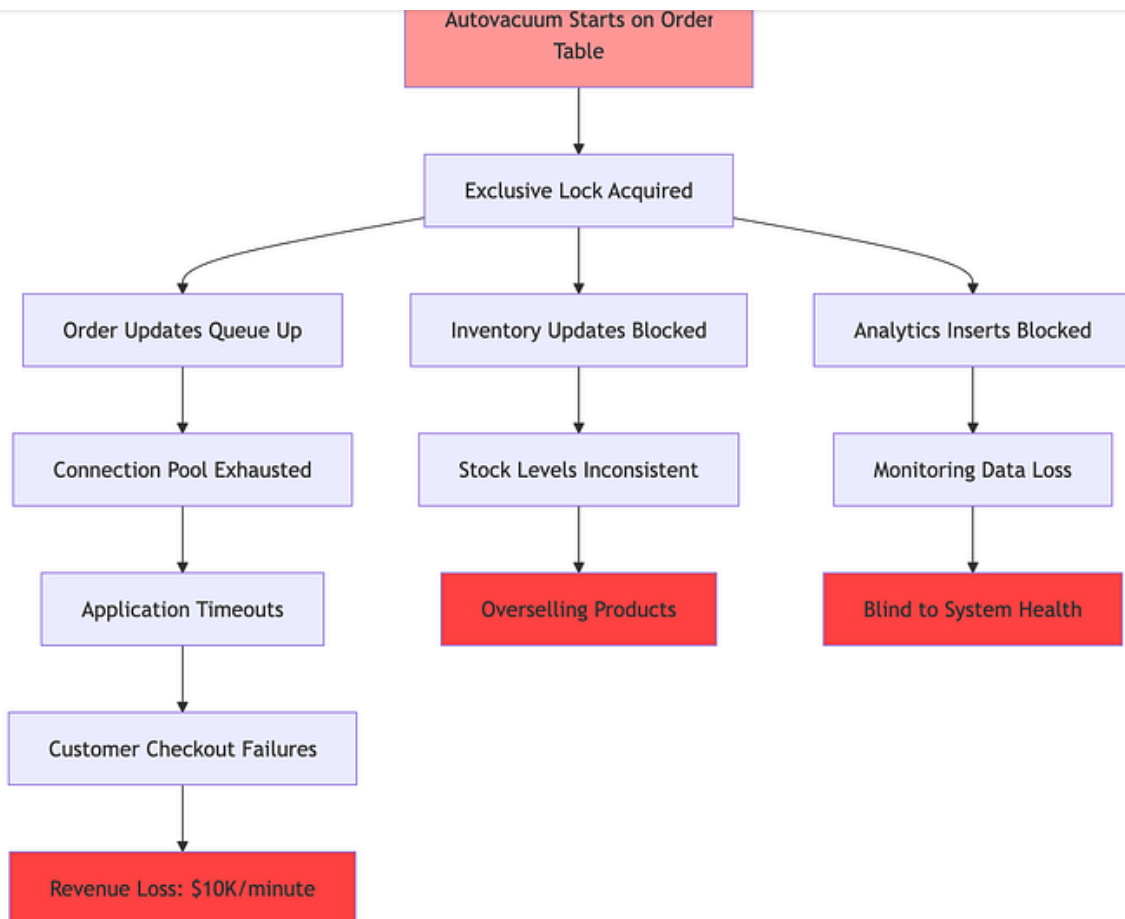 Autovacuum Starts on Order
Table
Exclusive Lock Acquired
Order Updates Queue Up
Inventory Updates Blocked
Analytics Inserts Blocked
Connection Pool Exhausted
Stock Levels Inconsistent
Monitoring Data Loss
Application Timeouts
Overselling Products
Blind to System Health
Customer Checkout Failures
Revenue Loss: $10K/minute